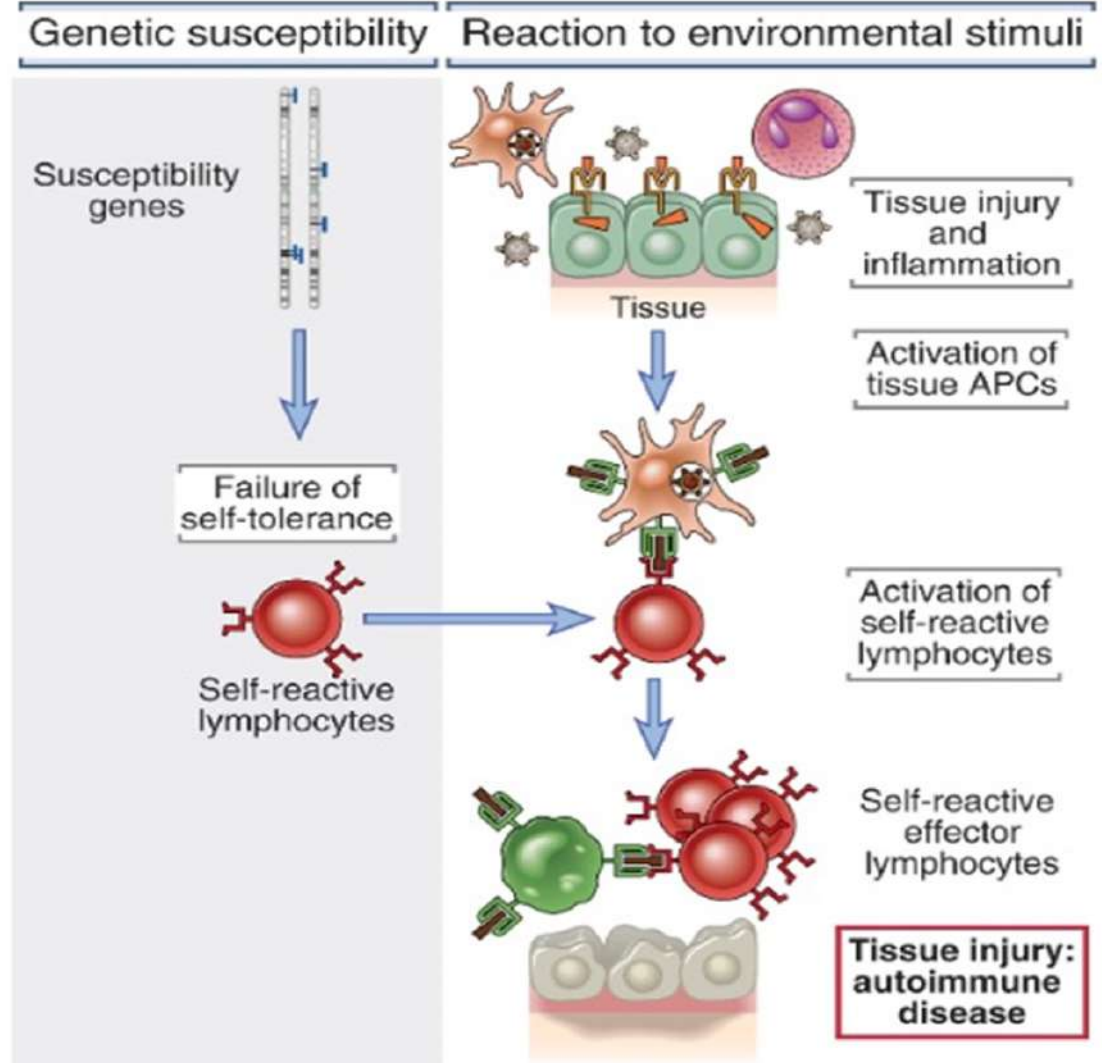 Genetic susceptibility
Reaction to environmental stimuli
Susceptibility
genes
Tissue injury
and
inflammation
Tissue
Activation of
tissue APCs
Failure of
self-tolerance
Self-reactive
lymphocytes
Activation of
self-reactive
lymphocytes
Self-reactive
effector
lymphocytes
Tissue injury:
autoimmune
disease